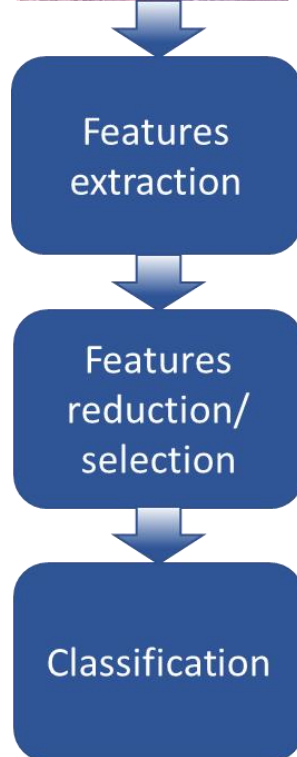 Features
extraction
Features
reduction/
selection
Classification